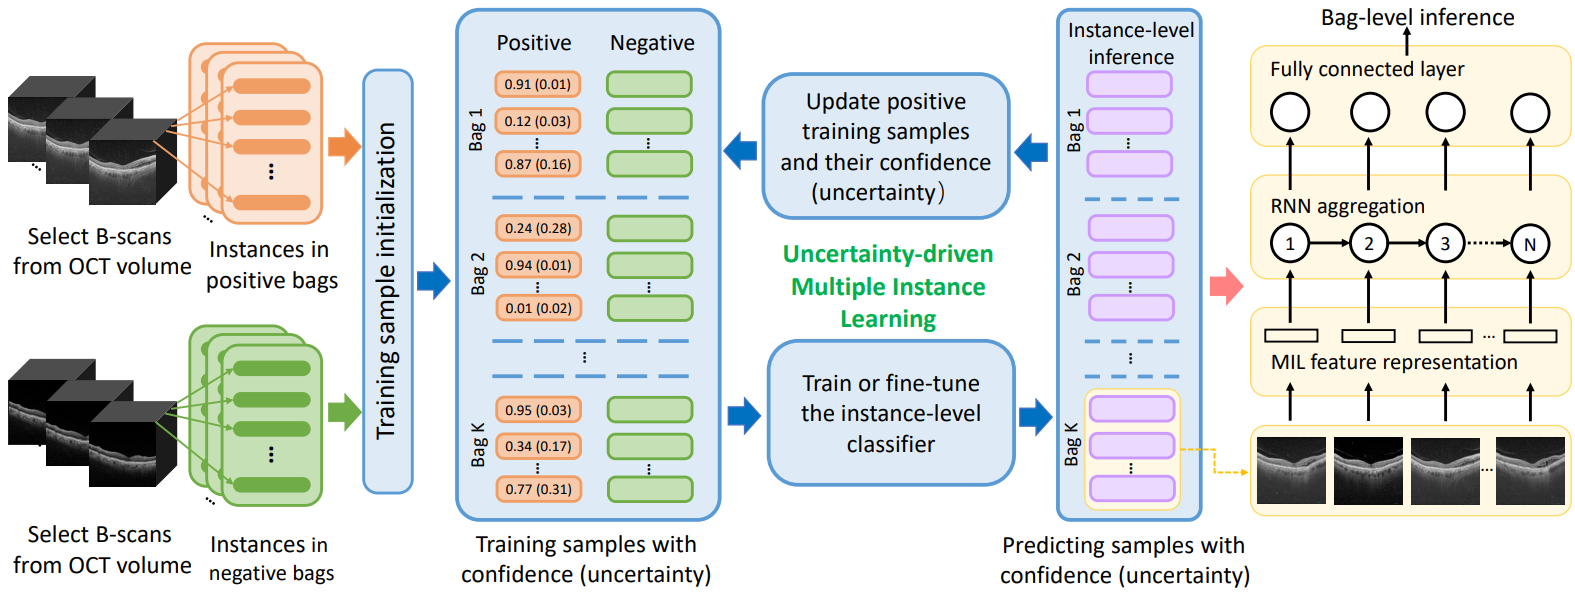 Select B-scans
from OCT volume
Instances in
positive bags
Select B-scans
from OCT volume
Instances in
negative bags
Training sample initialization
Positive
Negative
Bag 1
0.91 (0.01)
0.12 (0.03)
...
...
0.87 (0.16)
Bag 2
0.24 (0.28)
0.94 (0.01)
...
...
0.01 (0.02)
...
Bag K
0.95 (0.03)
0.34 (0.17)
...
...
0.77 (0.31)
Training samples with
confidence (uncertainty)
Update positive
training samples
and their confidence
(uncertainty)
Uncertainty-driven
Multiple Instance
Learning
Train or fine-tune
the instance-level
classifier
Instance-level
inference
Bag 1
...
Bag 2
...
...
Bag K
...
Predicting samples with
confidence (uncertainty)
Bag-level inference
Fully connected layer
RNN aggregation
1
2
3
N
...
MIL feature representation
...